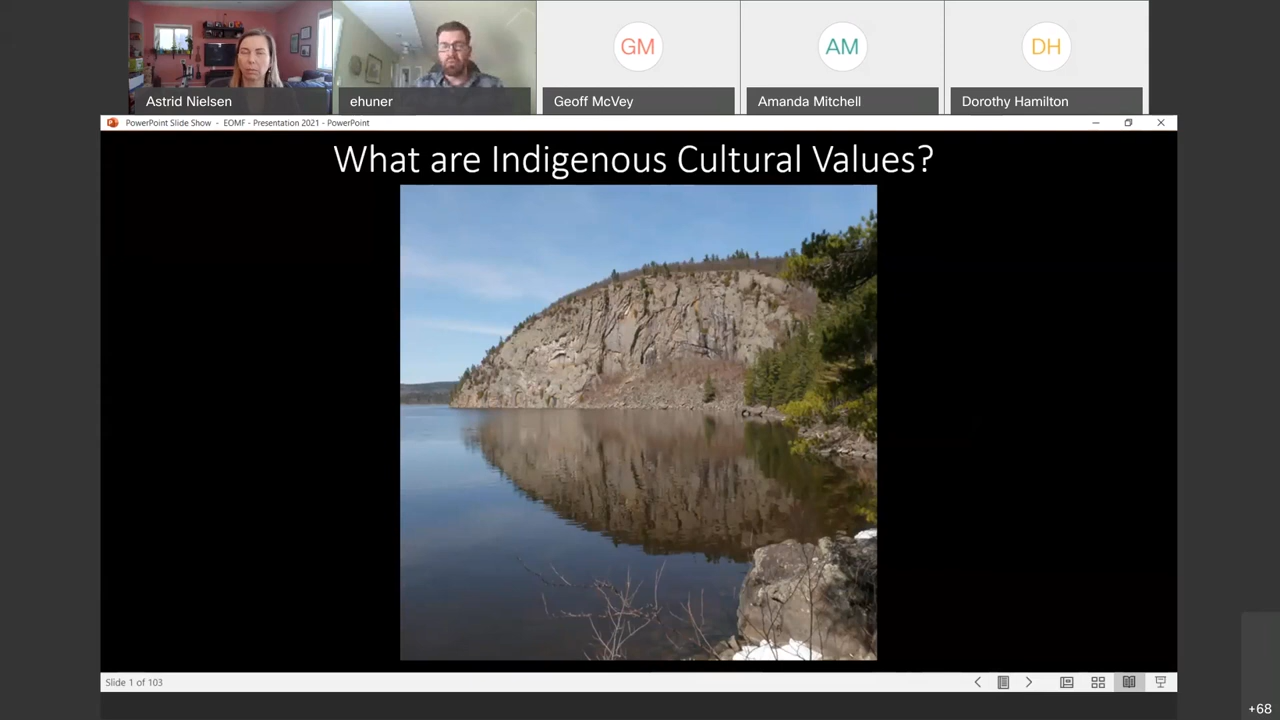 GM
AM
DH
Astrid Nielsen
ehuner
Geoff McVey
Amanda Mitchell
Dorothy Hamilton
PowerPoint Slide Show - EOMF - Presentation 2021 - PowerPoint
What are Indigenous Cultural Values?
Slide 1 of 103
+68